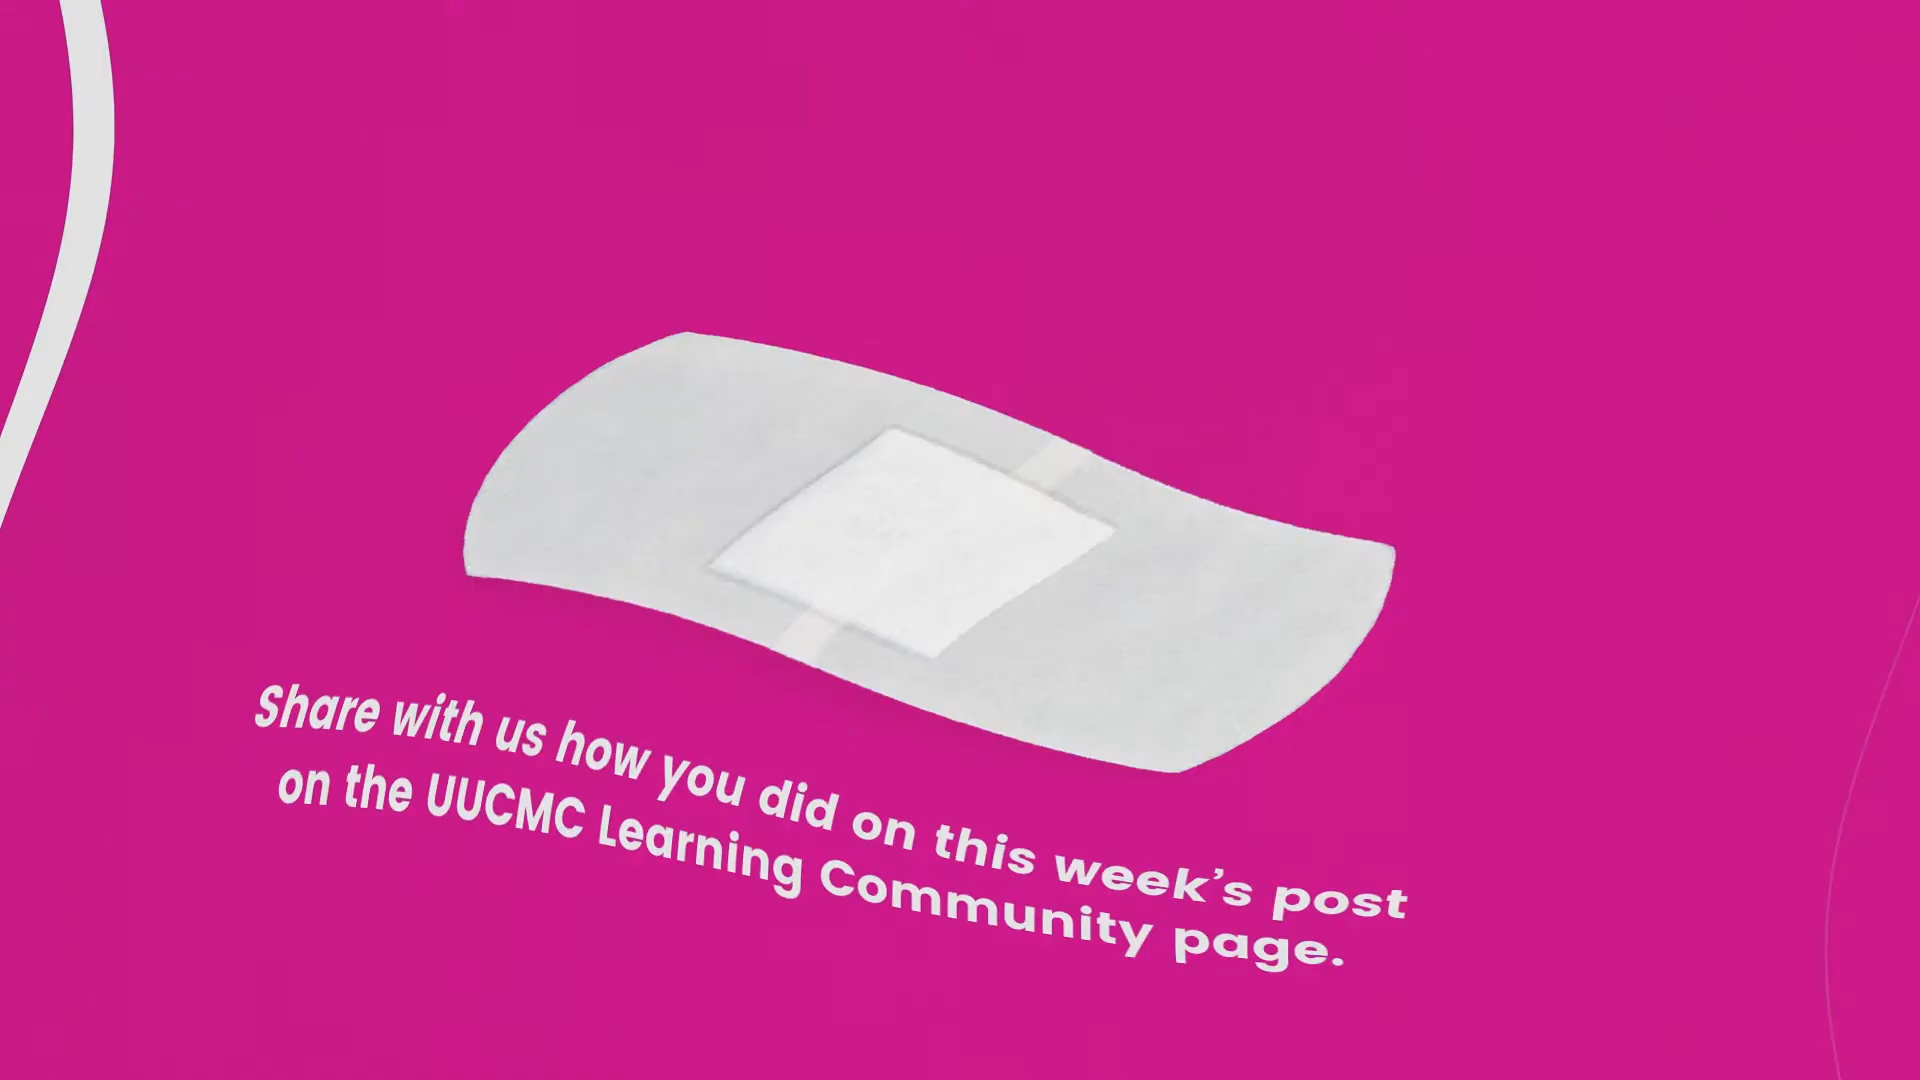 Share with us how you did on this week's post
on the UUCMC Learning Community page.